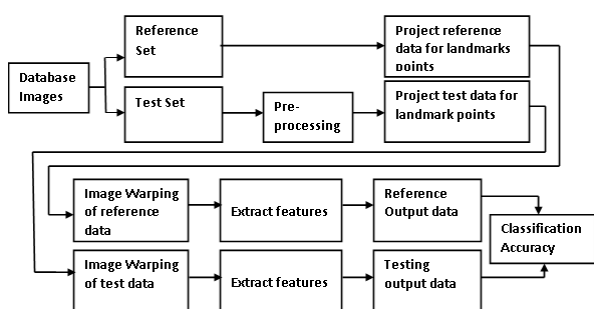 Reference
Set
Project reference
data for landmarks
points
Database
Images
Test Set
Pre-
processing
Project test data for
landmark points
Image Warping
of reference
data
Extract features
Reference
Output data
Classification
Accuracy
Image Warping
of test data
Extract features
Testing
output data